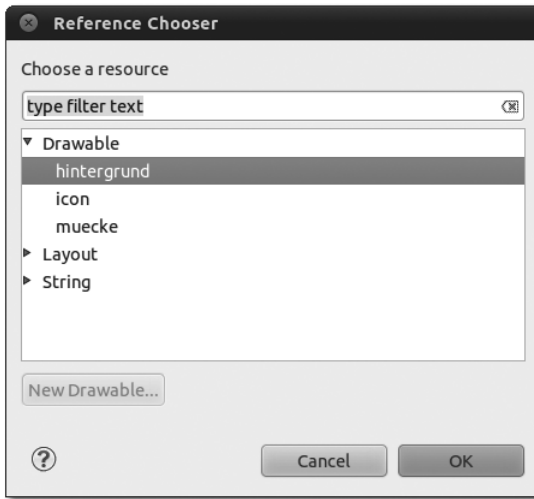 Reference Chooser
Choose a resource
type filter text
Drawable
hintergrund
icon
muecke
Layout
String
New Drawable...
Cancel OK